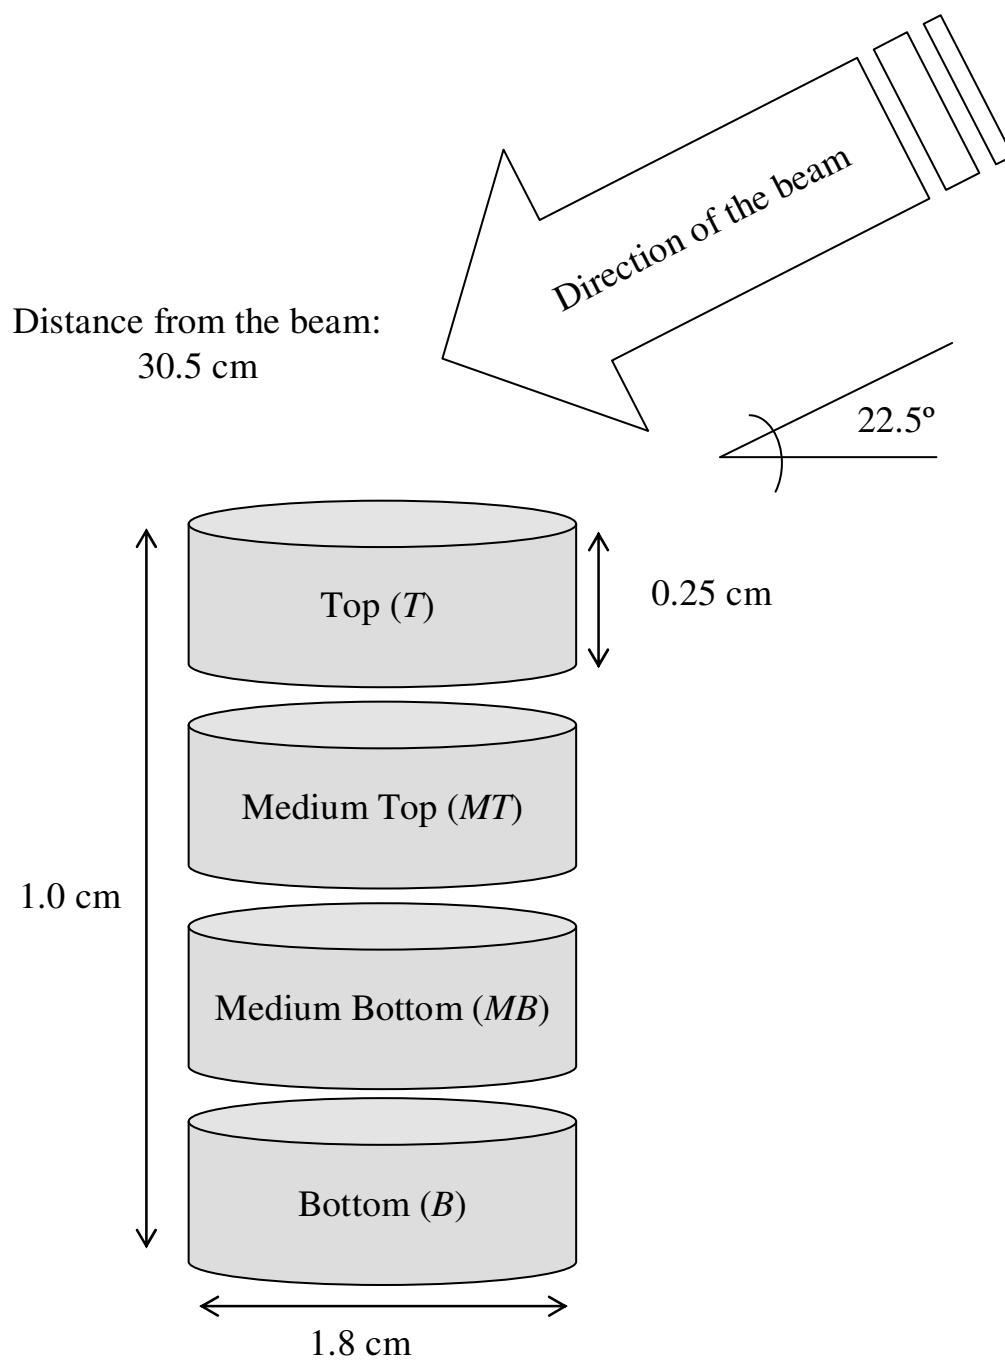 Direction of the beam
Distance from the beam:
30.5 cm
22.5º
Top (T)
0.25 cm
Medium Top (MT)
1.0 cm
Medium Bottom (MB)
Bottom (B)
1.8 cm